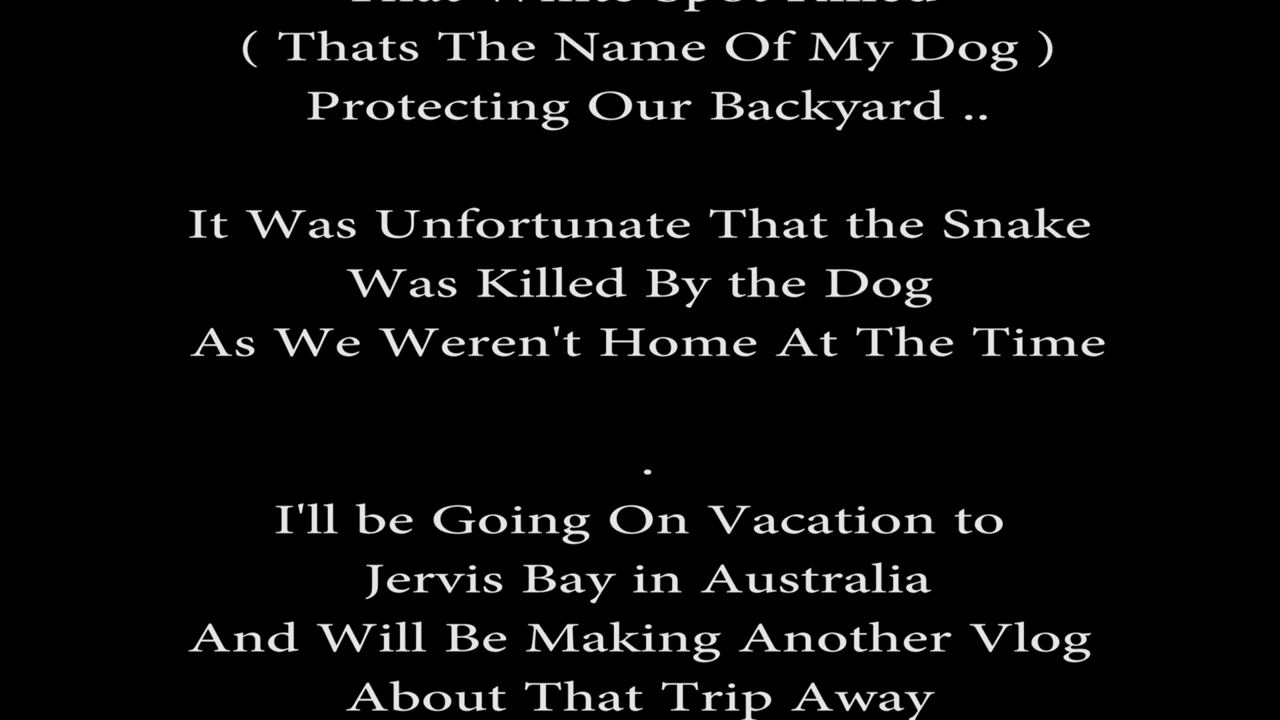 That White Spot Killed
( Thats The Name Of My Dog )
Protecting Our Backyard ..
It Was Unfortunate That the Snake
Was Killed By the Dog
As We Weren't Home At The Time
.
I'll be Going On Vacation to
Jervis Bay in Australia
And Will Be Making Another Vlog
About That Trip Away